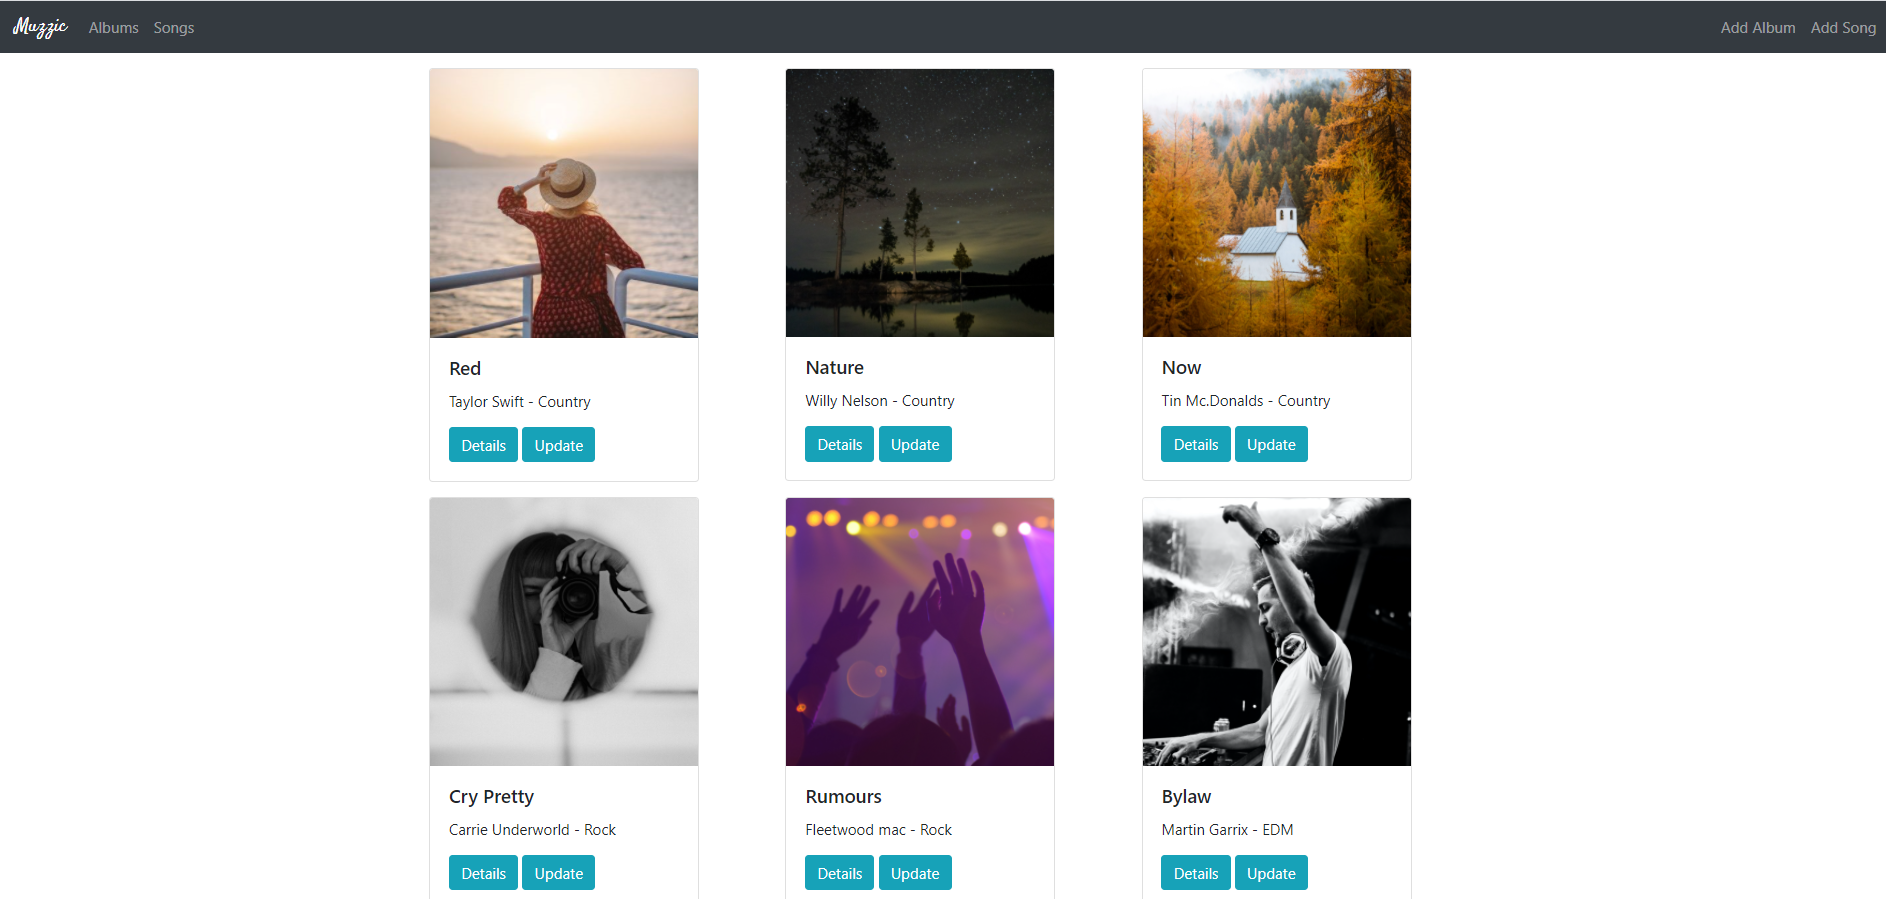 Muzzic Albums Songs Add Album Add Song
Red
Taylor Swift - Country
Details Update
Nature
Willy Nelson - Country
Details Update
Now
Tin Mc.Donalds - Country
Details Update
Cry Pretty
Carrie Underworld - Rock
Details Update
Rumours
Fleetwood mac - Rock
Details Update
Bylaw
Martin Garrix - EDM
Details Update